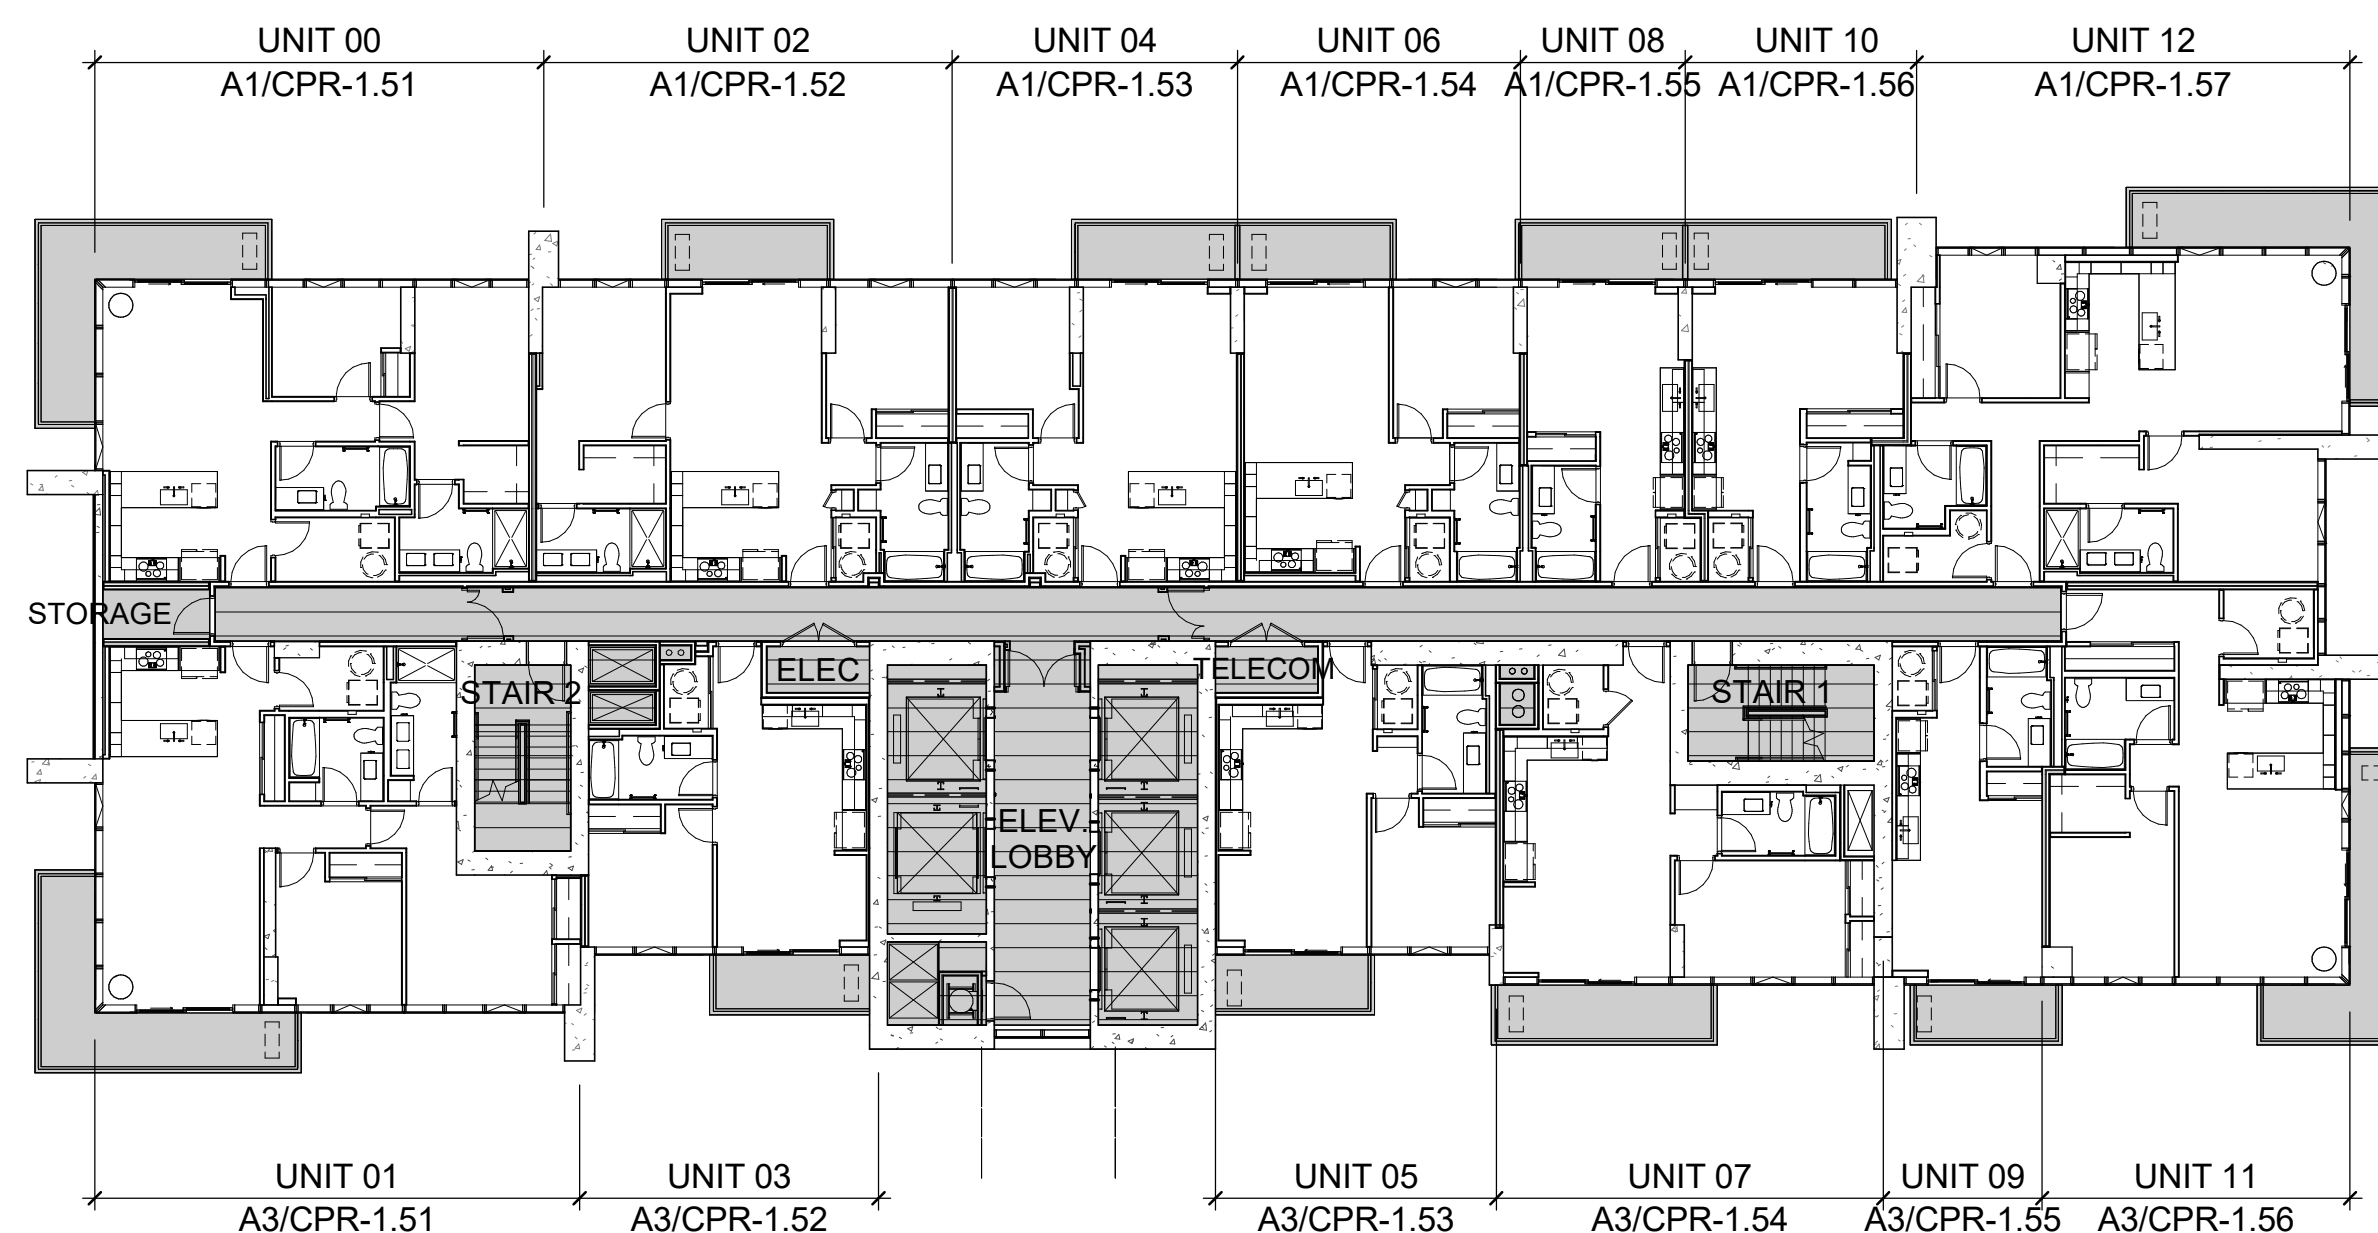 UNIT 00
UNIT 02
UNIT 04
UNIT 06
UNIT 08
UNIT 10
UNIT 12
A1/CPR-1.51
A1/CPR-1.52
A1/CPR-1.53
A1/CPR-1.54
A1/CPR-1.55
A1/CPR-1.56
A1/CPR-1.57
STORAGE
ELEC
TELECOM
STAIR 2
STAIR 1
ELEV.
LOBBY
UNIT 01
UNIT 03
UNIT 05
UNIT 07
UNIT 09
UNIT 11
A3/CPR-1.51
A3/CPR-1.52
A3/CPR-1.53
A3/CPR-1.54
A3/CPR-1.55
A3/CPR-1.56